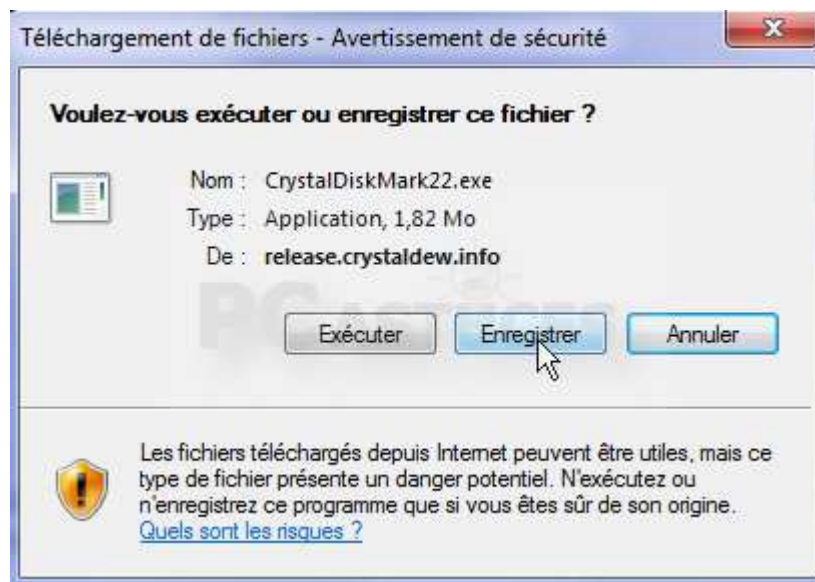 Téléchargement de fichiers - Avertissement de sécurité
Voulez-vous exécuter ou enregistrer ce fichier ?
Nom : CrystalDiskMark22.exe
Type : Application, 1,82 Mo
De : release.crystaldew.info
PC ASTUCES
Exécuter Enregistrer Annuler
Les fichiers téléchargés depuis Internet peuvent être utiles, mais ce
type de fichier présente un danger potentiel. N'exécutez ou
n'enregistrez ce programme que si vous êtes sûr de son origine.
Quels sont les risques ?